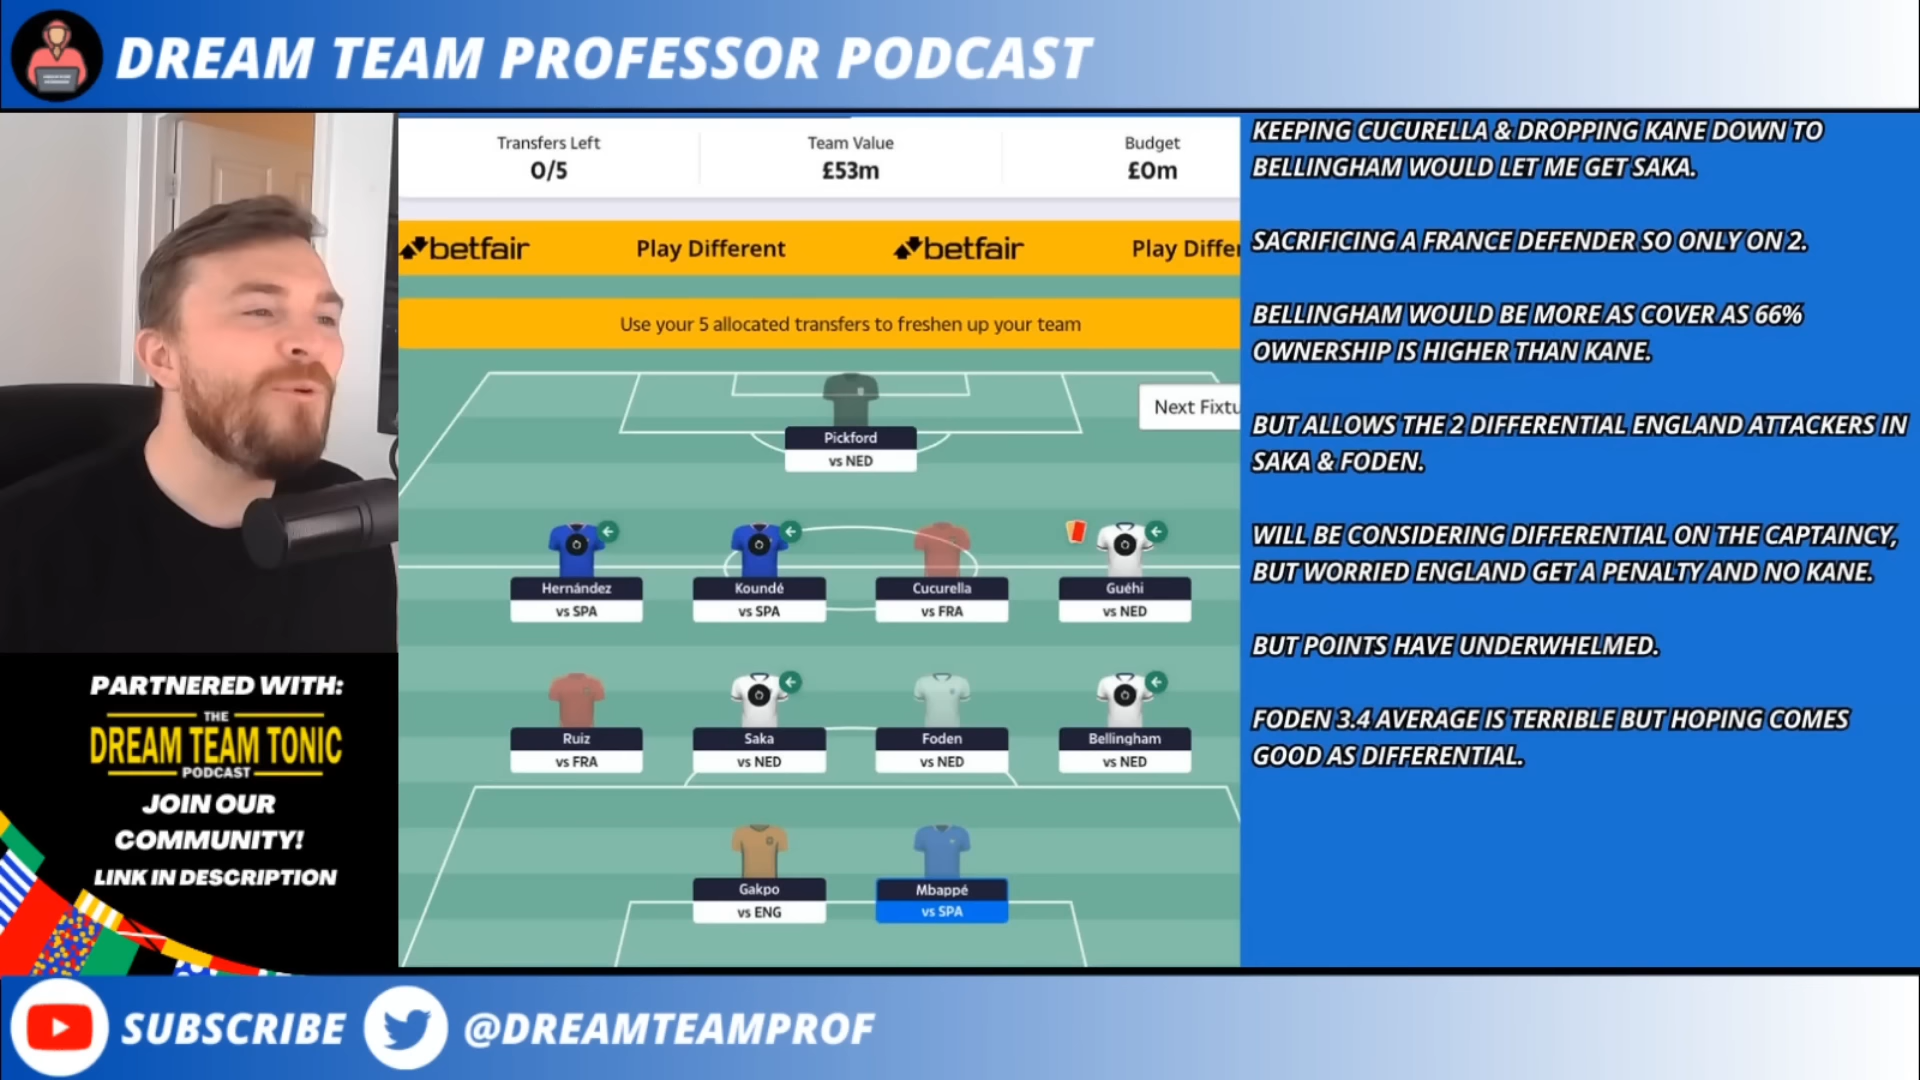 DREAM TEAM PROFESSOR PODCAST
Transfers Left
0/5
Team Value
£53m
Budget
£0m
betfair
Play Different
betfair
Play Differ
Use your 5 allocated transfers to freshen up your team
Next Fixtu
Pickford
vs NED
Hernández
vs SPA
Koundé
vs SPA
Cucurella
vs FRA
Guéhi
vs NED
Ruiz
vs FRA
Saka
vs NED
Foden
vs NED
Bellingham
vs NED
Gakpo
vs ENG
Mbappé
vs SPA
KEEPING CUCURELLA & DROPPING KANE DOWN TO
BELLINGHAM WOULD LET ME GET SAKA.
SACRIFICING A FRANCE DEFENDER SO ONLY ON 2.
BELLINGHAM WOULD BE MORE AS COVER AS 66%
OWNERSHIP IS HIGHER THAN KANE.
BUT ALLOWS THE 2 DIFFERENTIAL ENGLAND ATTACKERS IN
SAKA & FODEN.
WILL BE CONSIDERING DIFFERENTIAL ON THE CAPTAINCY,
BUT WORRIED ENGLAND GET A PENALTY AND NO KANE.
BUT POINTS HAVE UNDERWHELMED.
FODEN 3.4 AVERAGE IS TERRIBLE BUT HOPING COMES
GOOD AS DIFFERENTIAL.
PARTNERED WITH:
THE
DREAM TEAM TONIC
PODCAST
JOIN OUR
COMMUNITY!
LINK IN DESCRIPTION
SUBSCRIBE
@DREAMTEAMPROF